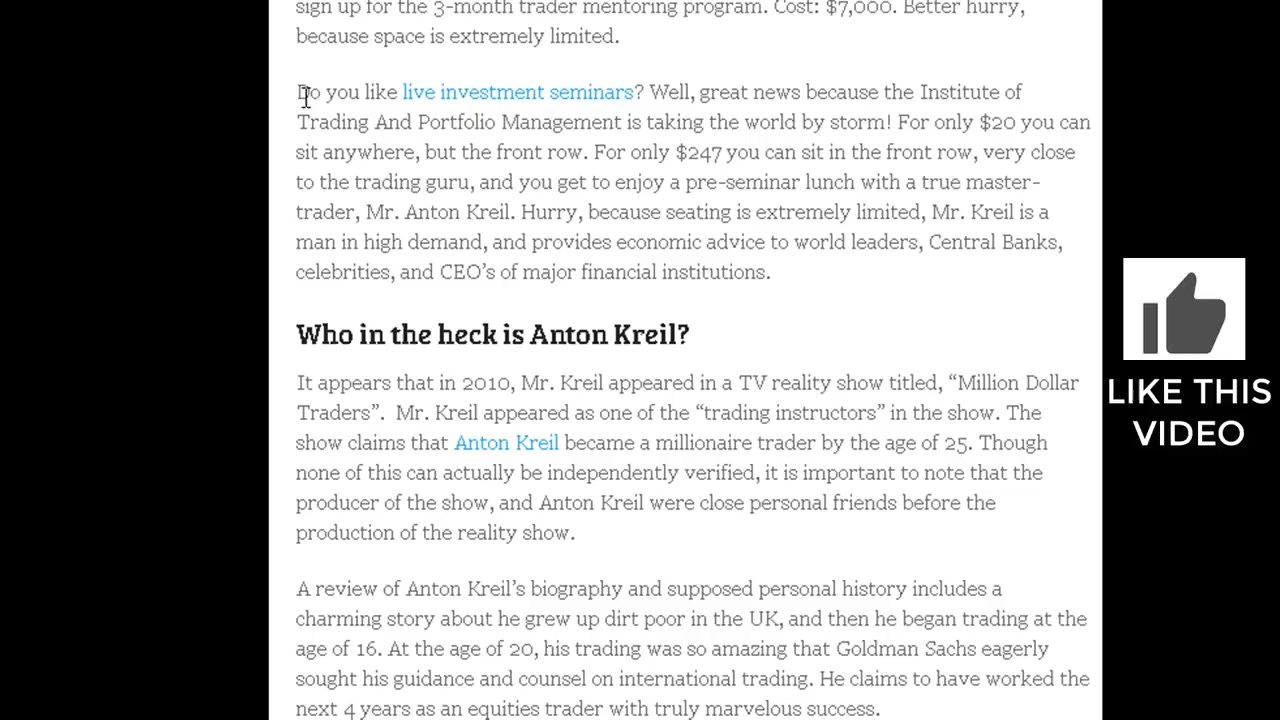 sign up for the 3-month trader mentoring program. Cost: $7,000. Better hurry,
because space is extremely limited.
Do you like live investment seminars? Well, great news because the Institute of
Trading And Portfolio Management is taking the world by storm! For only $20 you can
sit anywhere, but the front row. For only $247 you can sit in the front row, very close
to the trading guru, and you get to enjoy a pre-seminar lunch with a true master-
trader, Mr. Anton Kreil. Hurry, because seating is extremely limited, Mr. Kreil is a
man in high demand, and provides economic advice to world leaders, Central Banks,
celebrities, and CEO's of major financial institutions.
Who in the heck is Anton Kreil?
It appears that in 2010, Mr. Kreil appeared in a TV reality show titled, “Million Dollar
Traders”.  Mr. Kreil appeared as one of the “trading instructors” in the show. The
show claims that Anton Kreil became a millionaire trader by the age of 25. Though
none of this can actually be independently verified, it is important to note that the
producer of the show, and Anton Kreil were close personal friends before the
production of the reality show.
A review of Anton Kreil's biography and supposed personal history includes a
charming story about he grew up dirt poor in the UK, and then he began trading at the
age of 16. At the age of 20, his trading was so amazing that Goldman Sachs eagerly
sought his guidance and counsel on international trading. He claims to have worked the
next 4 years as an equities trader with truly marvelous success.
LIKE THIS
VIDEO